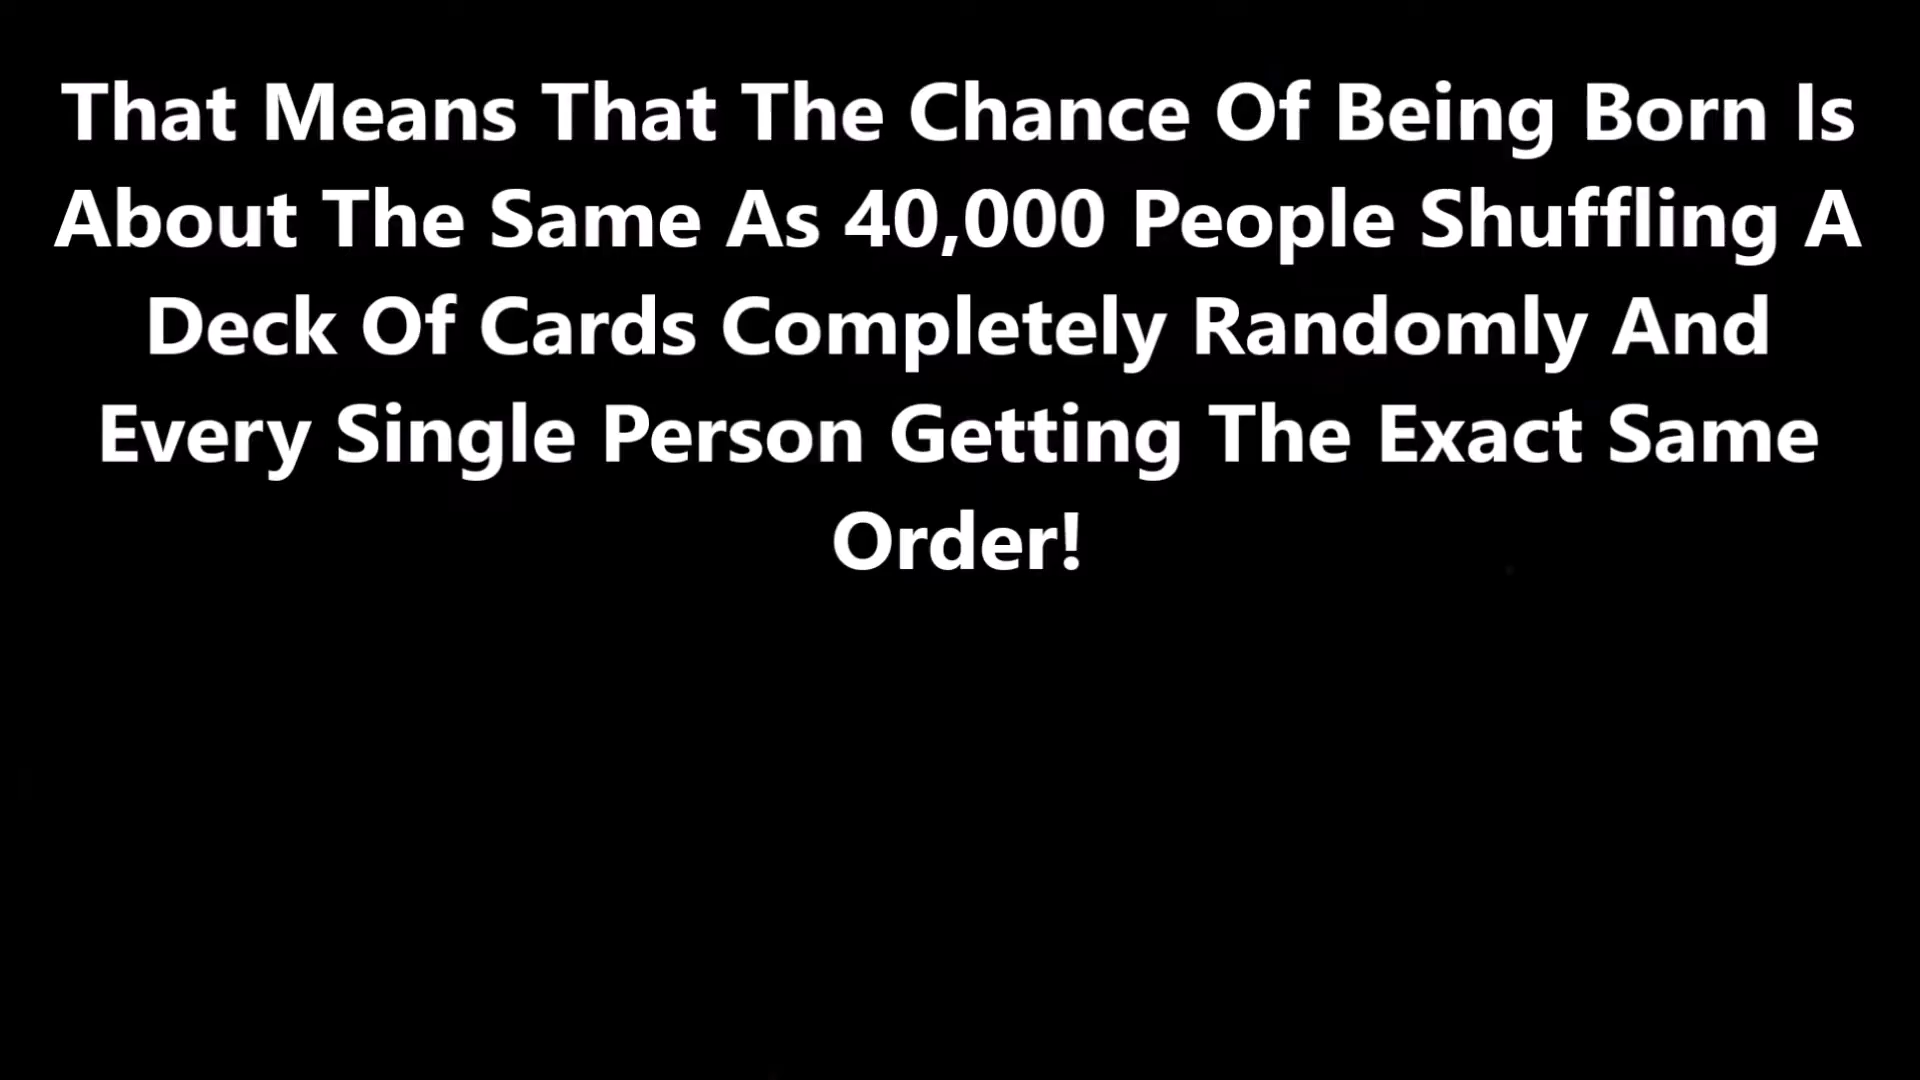 That Means That The Chance Of Being Born Is
About The Same As 40,000 People Shuffling A
Deck Of Cards Completely Randomly And
Every Single Person Getting The Exact Same
Order!